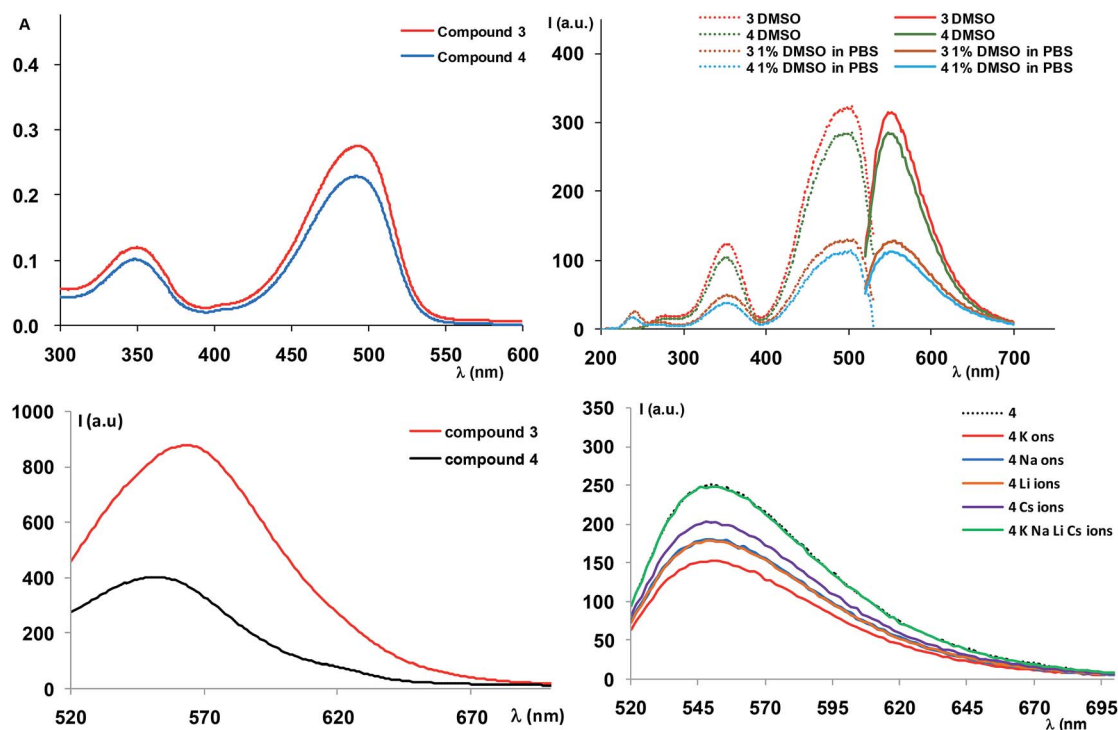 A
Compound 3
Compound 4
0.4
0.3
0.2
0.1
0.0
300 350 400 450 500 550 600
λ (nm)
I (a.u.)
3 DMSO 3 DMSO
4 DMSO 4 DMSO
3 1% DMSO in PBS 3 1% DMSO in PBS
4 1% DMSO in PBS 4 1% DMSO in PBS
400
300
200
100
0
200 300 400 500 600 700
λ (nm)
I (a.u)
compound 3
compound 4
1000
800
600
400
200
0
520 570 620 670
λ (nm)
I (a.u.)
4
4 K ons
4 Na ons
4 Li ions
4 Cs ions
4 K Na Li Cs ions
350
300
250
200
150
100
50
0
520 545 570 595 620 645 670 695
λ (nm